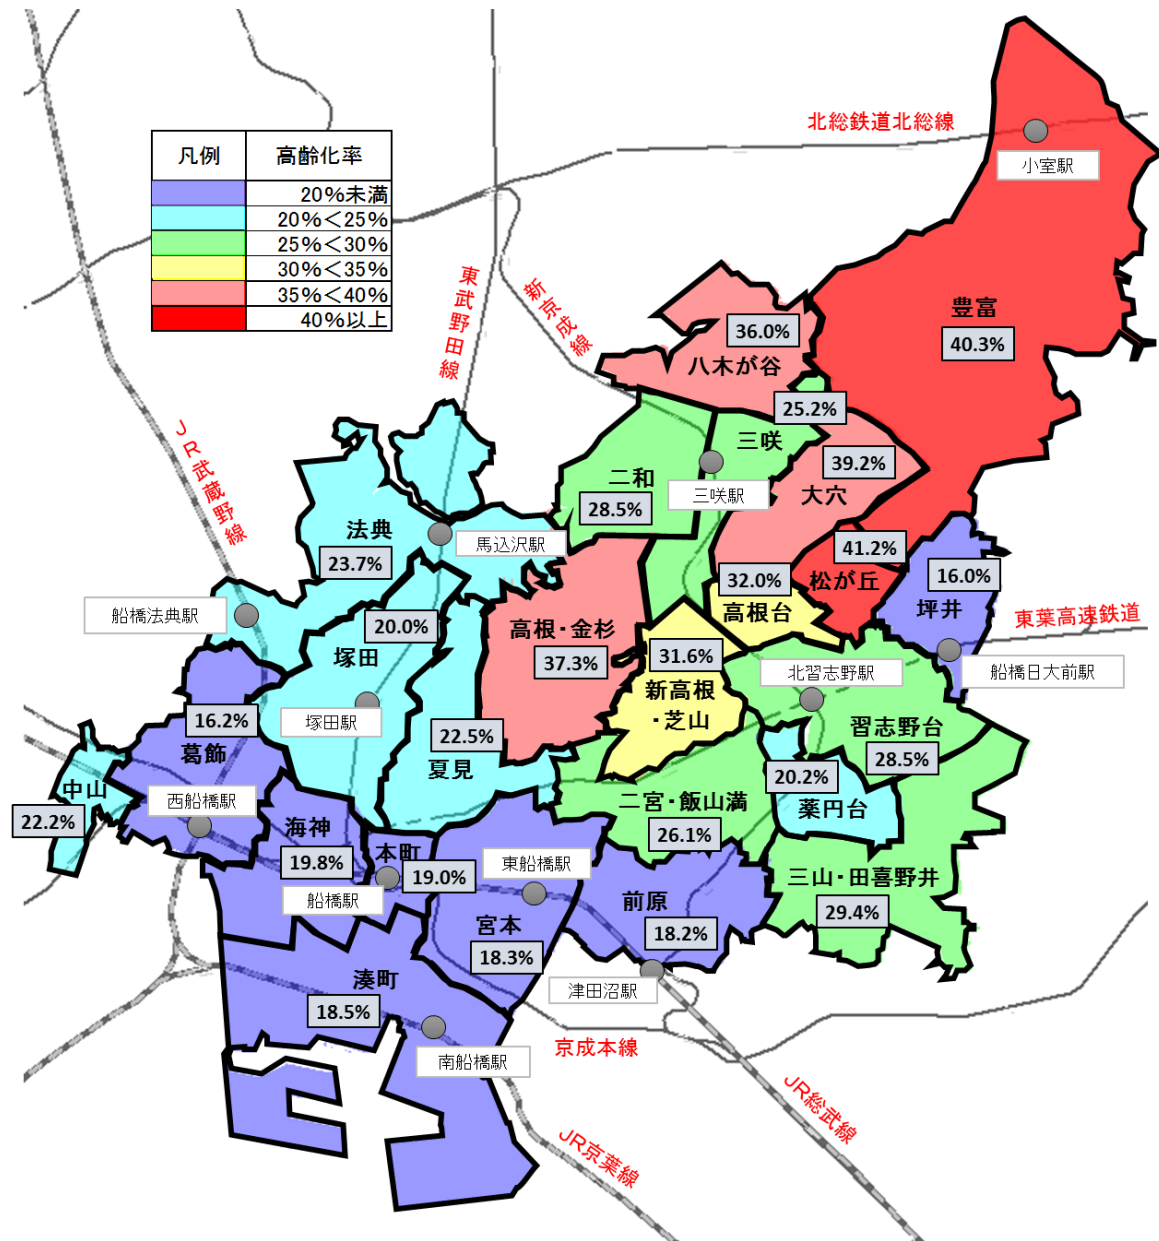 北総鉄道北総線
小室駅
凡例 高齢化率
20%未満
20%<25%
25%<30%
30%<35%
35%<40%
40%以上
東武野田線
新京成線
JR武蔵野線
豊富
40.3%
36.0%
八木が谷
25.2%
三咲
39.2%
大穴
三咲駅
二和
28.5%
法典
23.7%
馬込沢駅
41.2%
松が丘
16.0%
坪井
32.0%
高根台
東葉高速鉄道
船橋法典駅
20.0%
塚田
高根・金杉
37.3%
31.6%
新高根
・芝山
北習志野駅
船橋日大前駅
16.2%
葛飾
塚田駅
22.5%
夏見
習志野台
28.5%
20.2%
薬円台
中山
22.2%
西船橋駅
二宮・飯山満
26.1%
海神
19.8%
本町
19.0%
東船橋駅
船橋駅
三山・田喜野井
29.4%
前原
18.2%
宮本
18.3%
湊町
18.5%
津田沼駅
南船橋駅
京成本線
JR総武線
JR京葉線